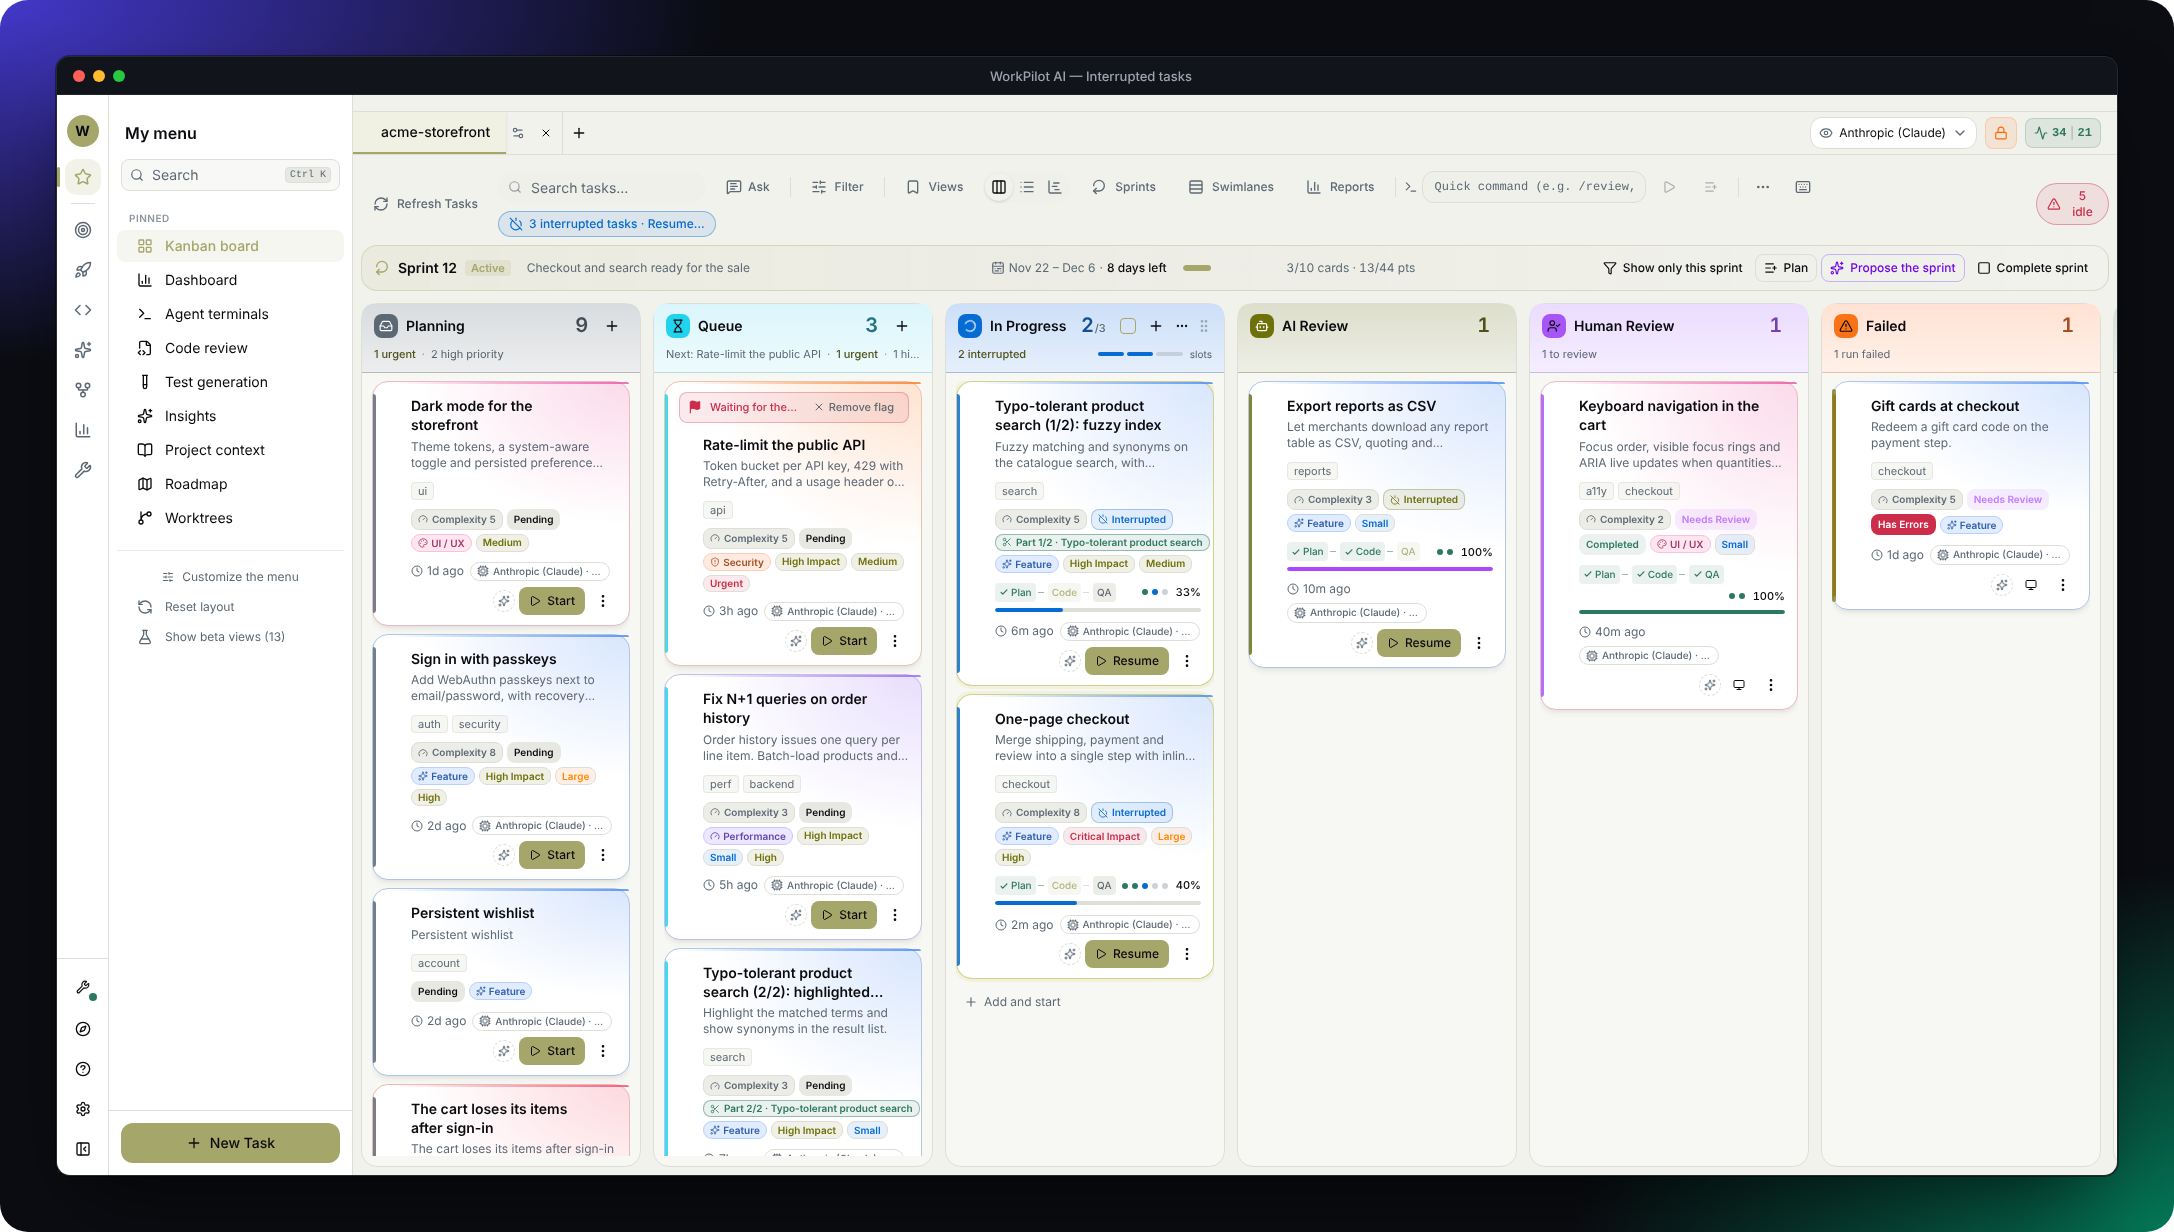 WorkPilot AI — Interrupted tasks
W
My menu
Search
Ctrl K
PINNED
Kanban board
Dashboard
Agent terminals
Code review
Test generation
Insights
Project context
Roadmap
Worktrees
Customize the menu
Reset layout
Show beta views (13)
New Task
acme-storefront
Anthropic (Claude)
34 | 21
Refresh Tasks
Search tasks...
Ask
Filter
Views
Sprints
Swimlanes
Reports
Quick command (e.g. /review,
3 interrupted tasks · Resume...
5 idle
Sprint 12
Active
Checkout and search ready for the sale
Nov 22 – Dec 6 · 8 days left
3/10 cards · 13/44 pts
Show only this sprint
Plan
Propose the sprint
Complete sprint
Planning
9
1 urgent · 2 high priority
Dark mode for the
storefront
Theme tokens, a system-aware
toggle and persisted preference...
ui
Complexity 5
Pending
UI / UX
Medium
1d ago
Anthropic (Claude) · ...
Start
Sign in with passkeys
Add WebAuthn passkeys next to
email/password, with recovery...
auth
security
Complexity 8
Pending
Feature
High Impact
Large
High
2d ago
Anthropic (Claude) · ...
Start
Persistent wishlist
Persistent wishlist
account
Pending
Feature
2d ago
Anthropic (Claude) · ...
Start
The cart loses its items
after sign-in
The cart loses its items after sign-in
Queue
3
Next: Rate-limit the public API · 1 urgent · 1 hi...
Waiting for the...
Remove flag
Rate-limit the public API
Token bucket per API key, 429 with
Retry-After, and a usage header o...
api
Complexity 5
Pending
Security
High Impact
Medium
Urgent
3h ago
Anthropic (Claude) · ...
Start
Fix N+1 queries on order
history
Order history issues one query per
line item. Batch-load products and...
perf
backend
Complexity 3
Pending
Performance
High Impact
Small
High
5h ago
Anthropic (Claude) · ...
Start
Typo-tolerant product
search (2/2): highlighted...
Highlight the matched terms and
show synonyms in the result list.
search
Complexity 3
Pending
Part 2/2 · Typo-tolerant product search
Feature
High Impact
Small
In Progress
2/3
2 interrupted
slots
Typo-tolerant product
search (1/2): fuzzy index
Fuzzy matching and synonyms on
the catalogue search, with...
search
Complexity 5
Interrupted
Part 1/2 · Typo-tolerant product search
Feature
High Impact
Medium
Plan – Code – QA
33%
6m ago
Anthropic (Claude) · ...
Resume
One-page checkout
Merge shipping, payment and
review into a single step with inlin...
checkout
Complexity 8
Interrupted
Feature
Critical Impact
Large
High
Plan – Code – QA
40%
2m ago
Anthropic (Claude) · ...
Resume
Add and start
AI Review
1
Export reports as CSV
Let merchants download any report
table as CSV, quoting and...
reports
Complexity 3
Interrupted
Feature
Small
Plan – Code – QA
100%
10m ago
Anthropic (Claude) · ...
Resume
Human Review
1
1 to review
Keyboard navigation in the
cart
Focus order, visible focus rings and
ARIA live updates when quantities...
a11y
checkout
Complexity 2
Needs Review
Completed
UI / UX
Small
Plan – Code – QA
100%
40m ago
Anthropic (Claude) · ...
Failed
1
1 run failed
Gift cards at checkout
Redeem a gift card code on the
payment step.
checkout
Complexity 5
Needs Review
Has Errors
Feature
1d ago
Anthropic (Claude) · ...